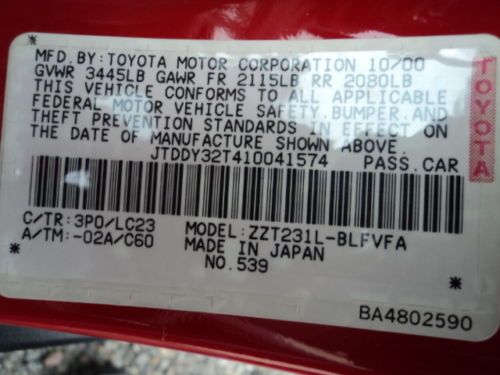 MFD.BY:TOYOTA MOTOR CORPORATION 10/00
GVWR 3445LB GAWR FR 2115LB RR 2080LB
THIS VEHICLE CONFORMS TO ALL APPLICABLE
FEDERAL MOTOR VEHICLE SAFETY,BUMPER,AND
THEFT PREVENTION STANDARDS IN EFFECT ON
THE DATE OF MANUFACTURE SHOWN ABOVE.
JTDDY32T410041574 PASS.CAR
C/TR:3P0/LC23 MODEL:ZZT231L-BLFVFA
A/TM:-02A/C60 MADE IN JAPAN
NO.539
* *
BA4802590
TOYOTA